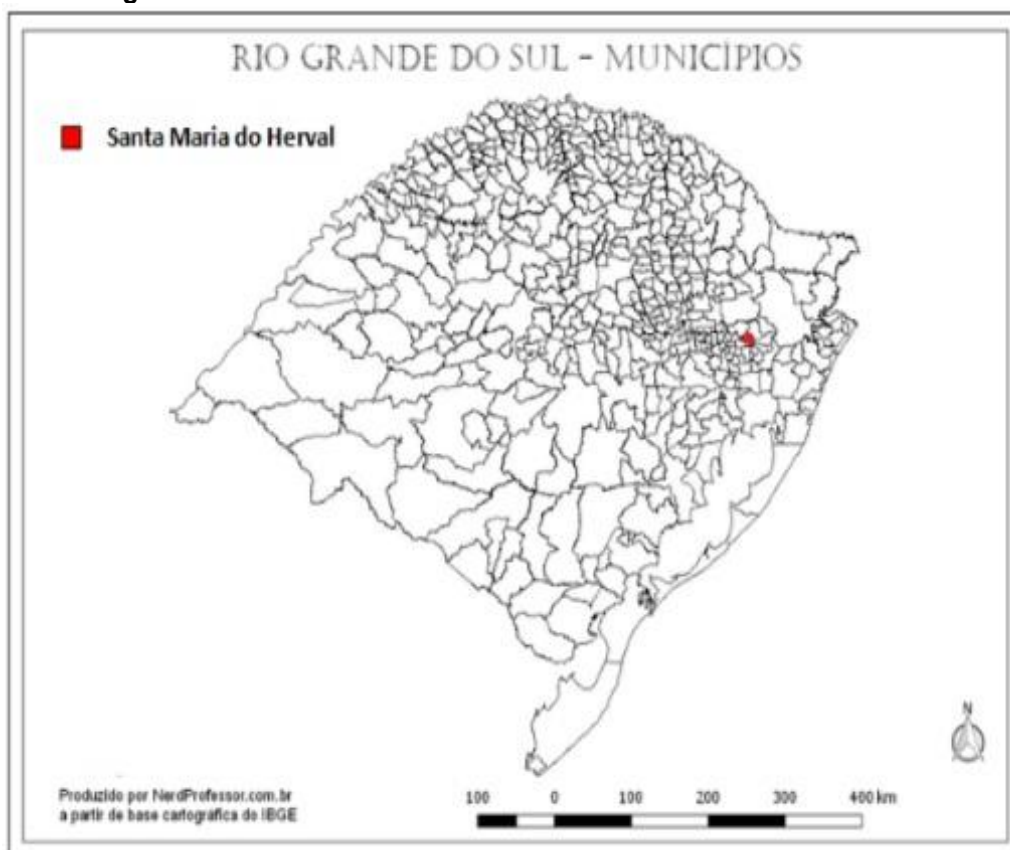 RIO GRANDE DO SUL - MUNICÍPIOS
Santa Maria do Herval
N
Produzido por NerdProfessor.com.br
a partir de base cartográfica do IBGE
100 0 100 200 300 400 km